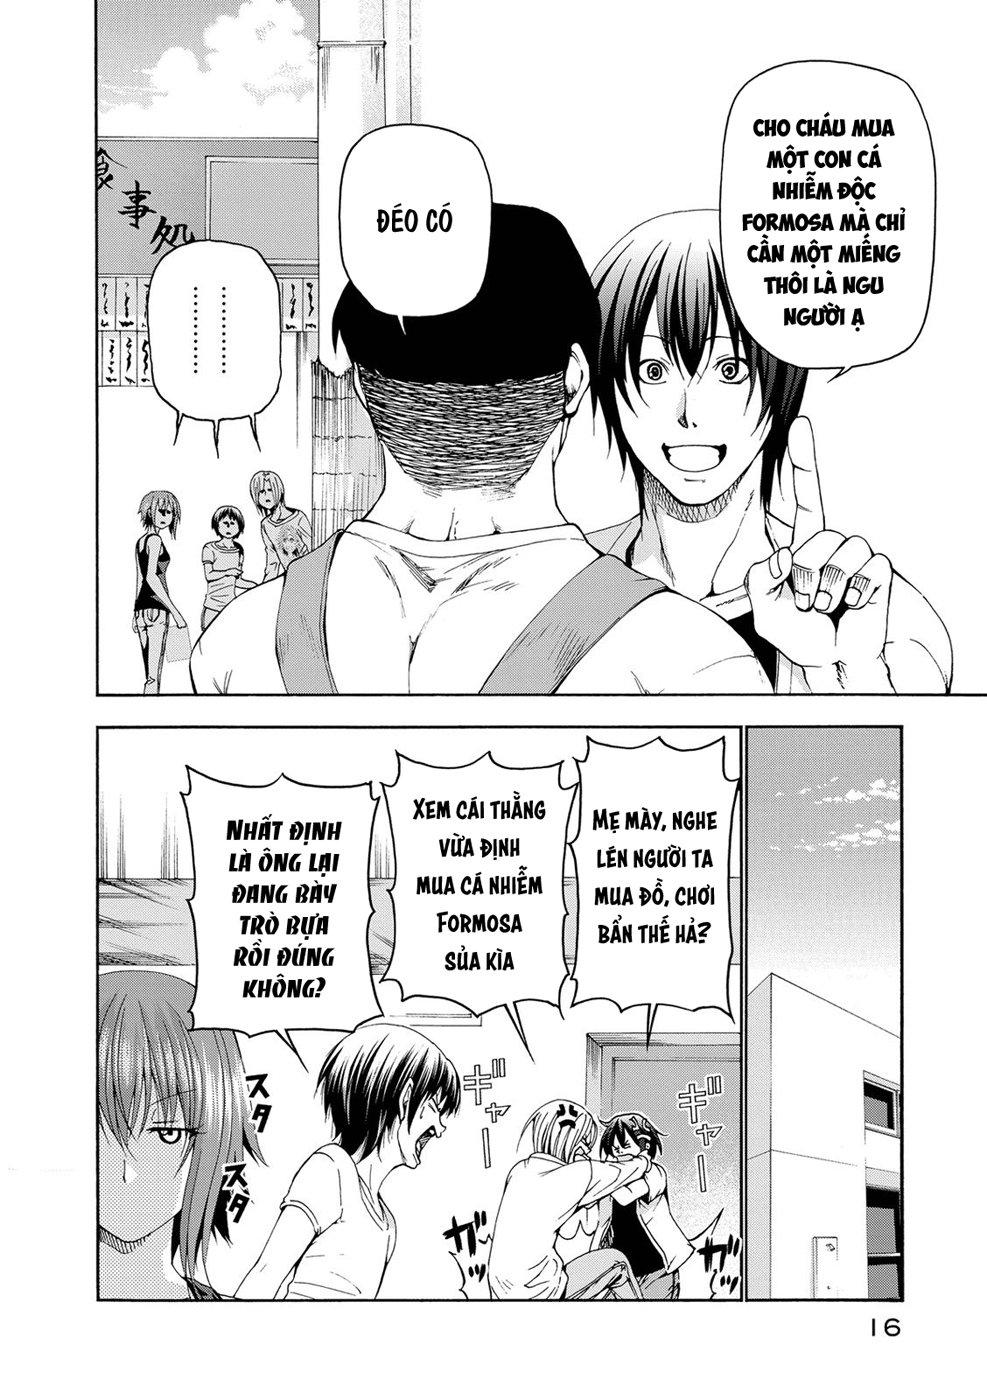 CHO CHÁU MUA
MỘT CON CÁ
NHIỄM ĐỘC
FORMOSA MÀ CHỈ
CẦN MỘT MIẾNG
THÔI LÀ NGU
NGƯỜI Ạ
ĐÉO CÓ
食事処
………
………
MẸ MÀY, NGHE
LÉN NGƯỜI TA
MUA ĐỒ, CHƠI
BẨN THẾ HẢ?
XEM CÁI THẰNG
VỪA ĐỊNH
MUA CÁ NHIỄM
FORMOSA
SỦA KÌA
NHẤT ĐỊNH
LÀ ÔNG LẠI
ĐANG BÀY
TRÒ BỰA
RỒI ĐÚNG
KHÔNG?
ギャー
ギャー
ガッ
ガッ
スタ
スタ
16